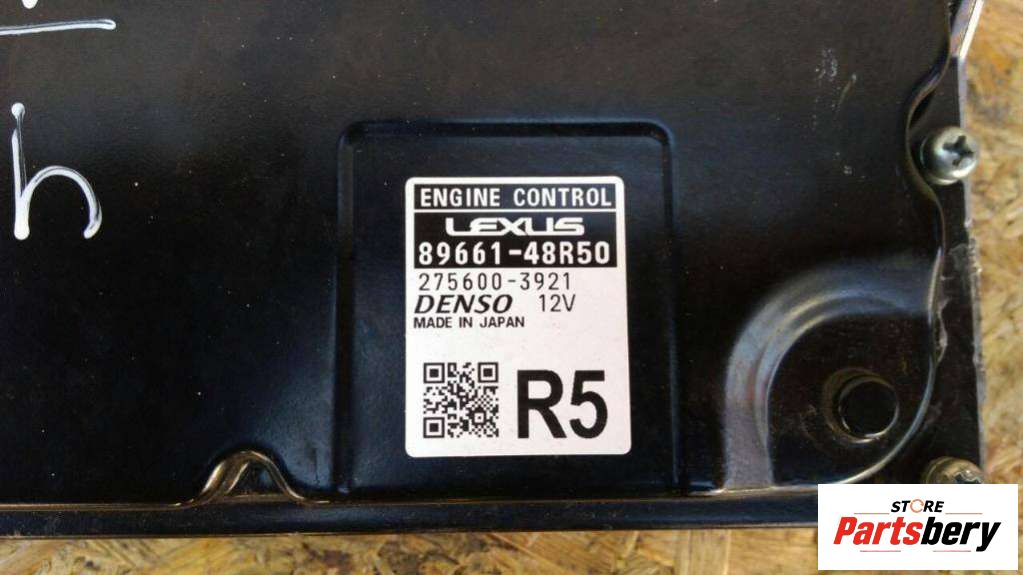 h
ENGINE CONTROL
LEXUS
89661-48R50
275600-3921
DENSO 12V
MADE IN JAPAN
R5
STORE
Partsbery